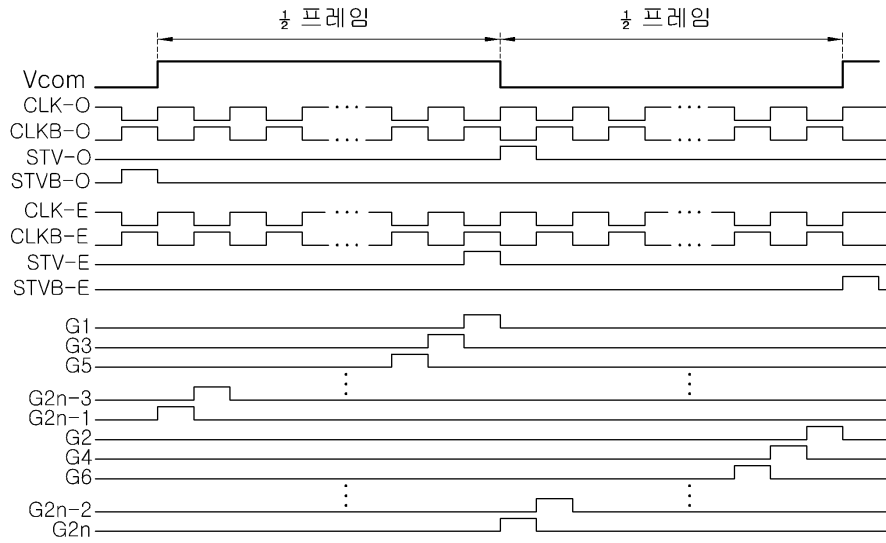 ½ 프레임 ½ 프레임
Vcom
CLK-O
CLKB-O
STV-O
STVB-O
CLK-E
CLKB-E
STV-E
STVB-E
G1
G3
G5
G2n-3
G2n-1
G2
G4
G6
G2n-2
G2n